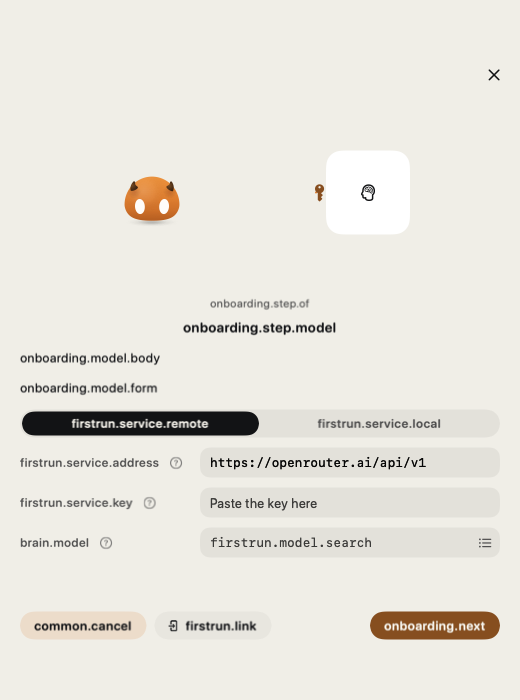 onboarding.step.of
onboarding.step.model
onboarding.model.body
onboarding.model.form
firstrun.service.remote firstrun.service.local
firstrun.service.address ? https://openrouter.ai/api/v1
firstrun.service.key ? Paste the key here
brain.model ? firstrun.model.search
common.cancel firstrun.link onboarding.next